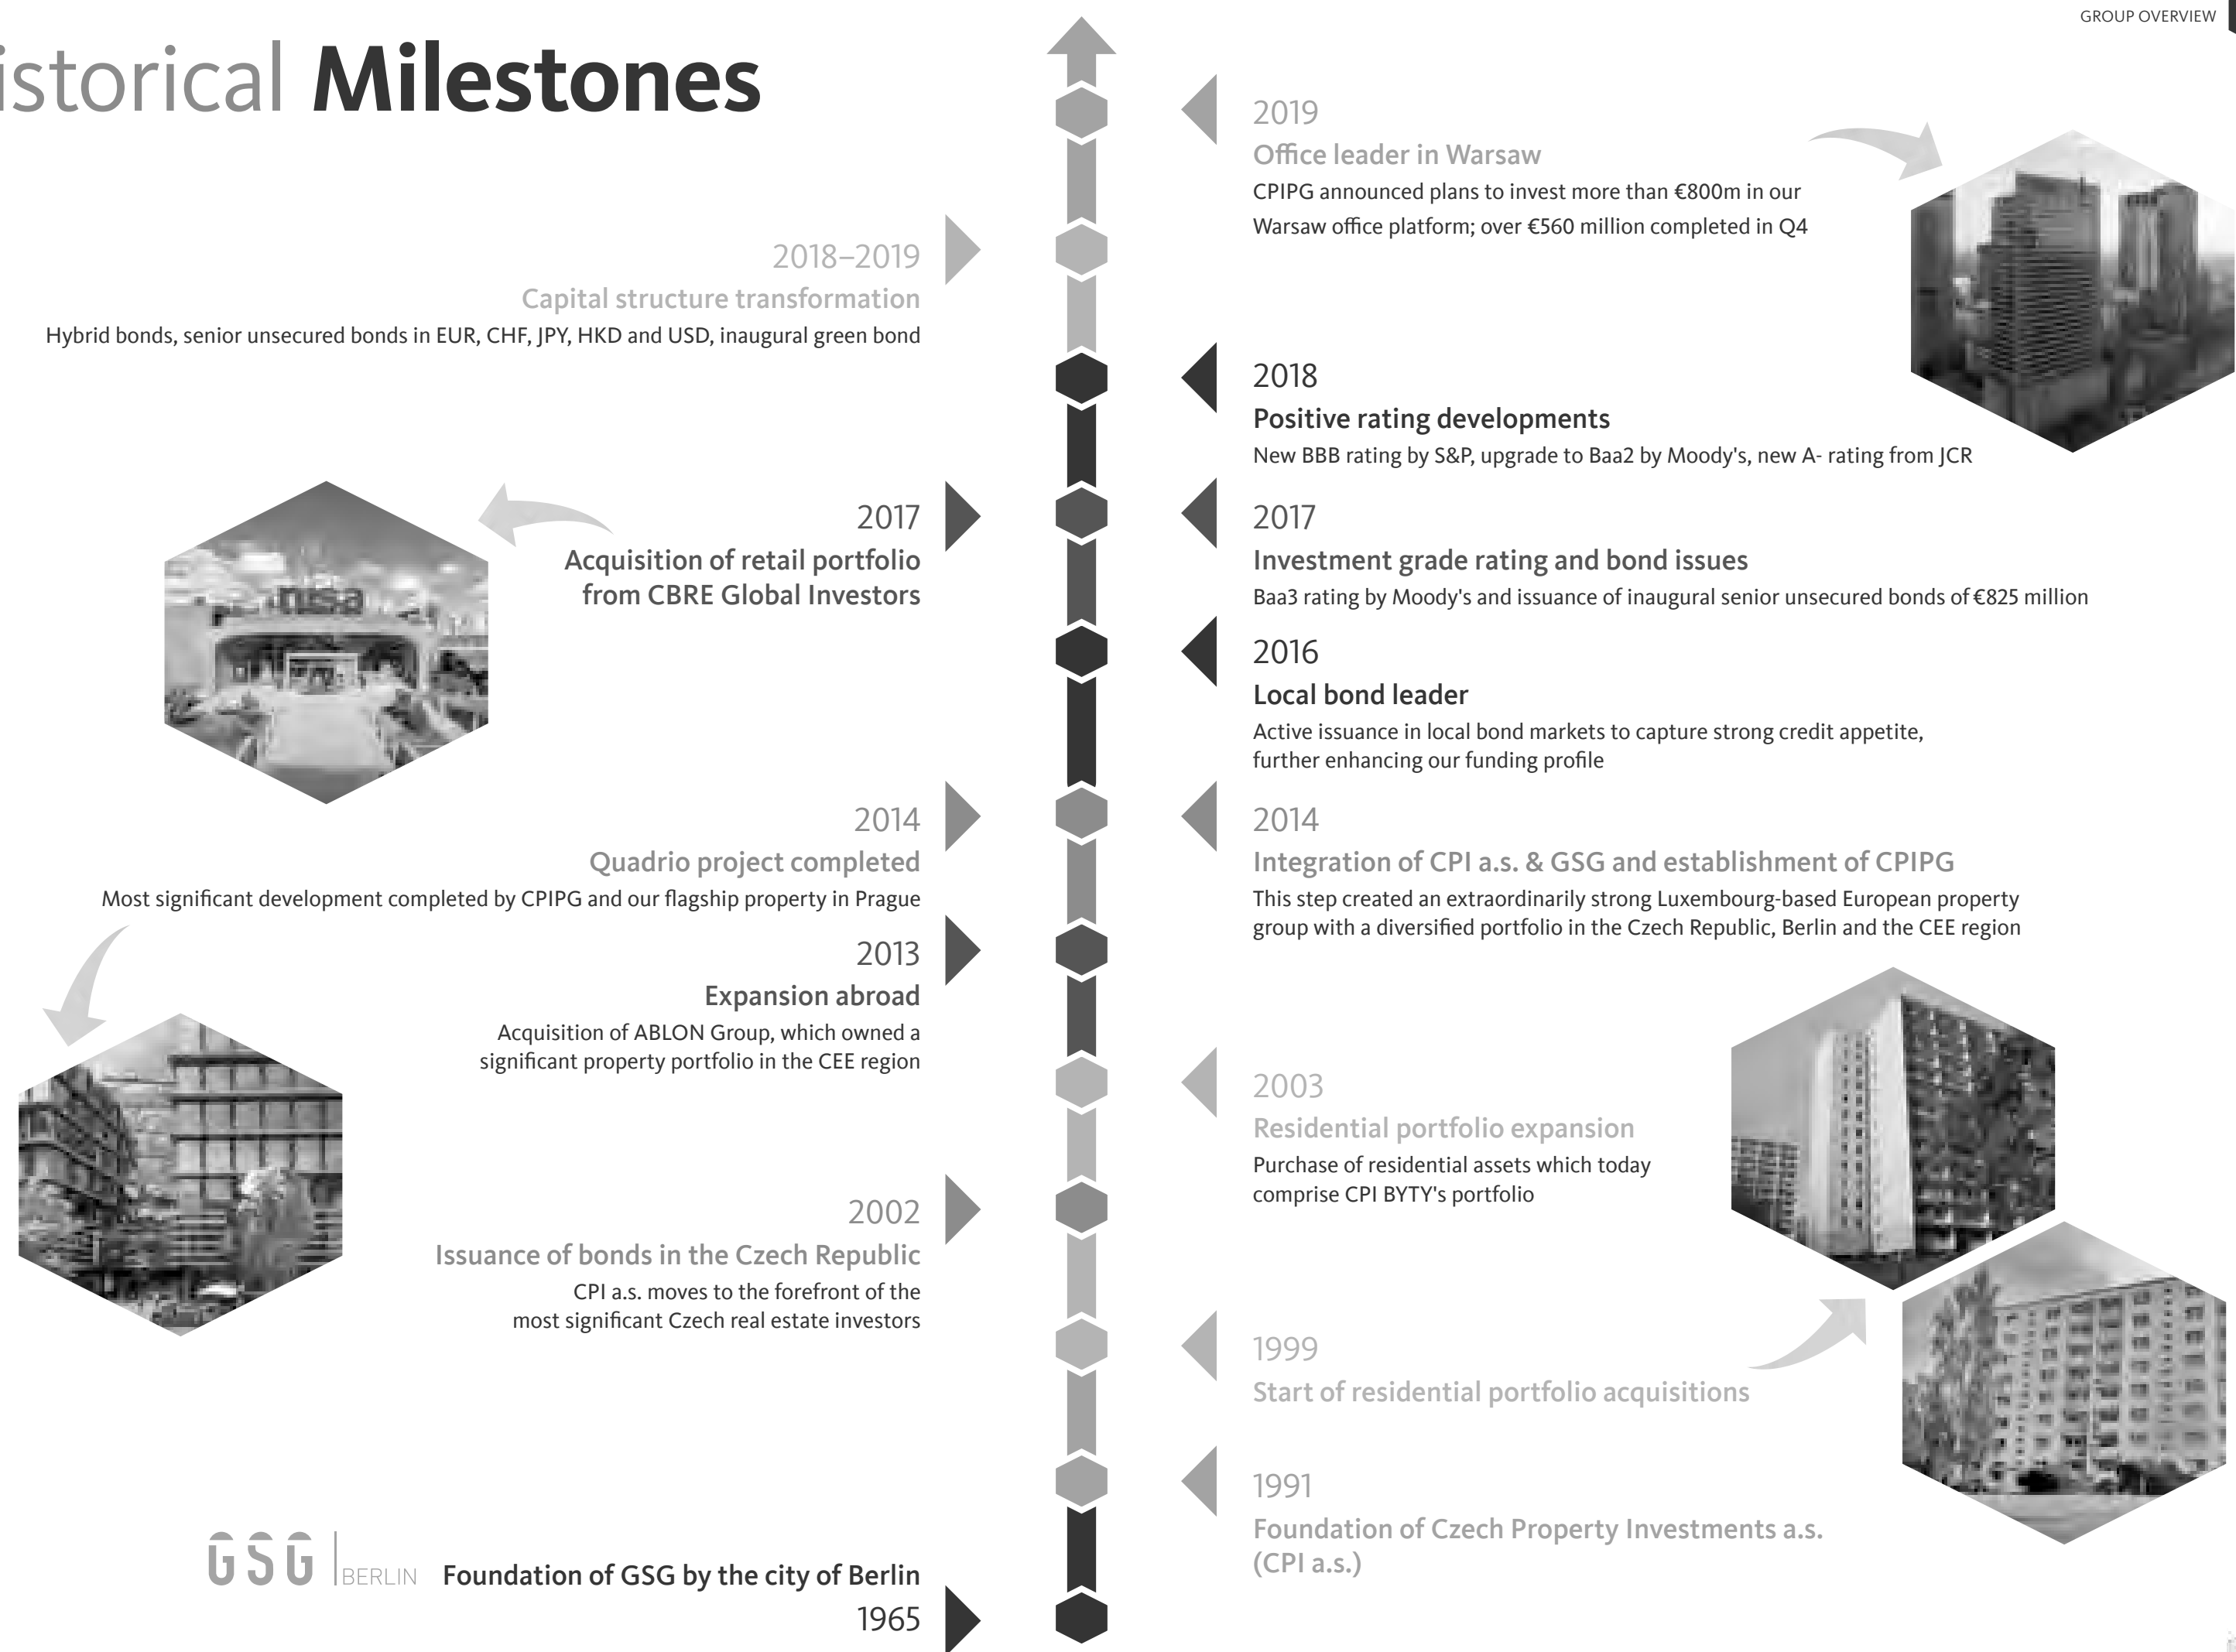 GROUP OVERVIEW
istorical Milestones
2019
Office leader in Warsaw
CPIPG announced plans to invest more than €800m in our
Warsaw office platform; over €560 million completed in Q4
2018–2019
Capital structure transformation
Hybrid bonds, senior unsecured bonds in EUR, CHF, JPY, HKD and USD, inaugural green bond
2018
Positive rating developments
New BBB rating by S&P, upgrade to Baa2 by Moody's, new A- rating from JCR
2017
Acquisition of retail portfolio
from CBRE Global Investors
nisa
2017
Investment grade rating and bond issues
Baa3 rating by Moody's and issuance of inaugural senior unsecured bonds of €825 million
2016
Local bond leader
Active issuance in local bond markets to capture strong credit appetite,
further enhancing our funding profile
2014
Quadrio project completed
Most significant development completed by CPIPG and our flagship property in Prague
2014
Integration of CPI a.s. & GSG and establishment of CPIPG
This step created an extraordinarily strong Luxembourg-based European property
group with a diversified portfolio in the Czech Republic, Berlin and the CEE region
2013
Expansion abroad
Acquisition of ABLON Group, which owned a
significant property portfolio in the CEE region
2003
Residential portfolio expansion
Purchase of residential assets which today
comprise CPI BYTY's portfolio
2002
Issuance of bonds in the Czech Republic
CPI a.s. moves to the forefront of the
most significant Czech real estate investors
1999
Start of residential portfolio acquisitions
1991
Foundation of Czech Property Investments a.s.
(CPI a.s.)
GSG BERLIN
Foundation of GSG by the city of Berlin
1965